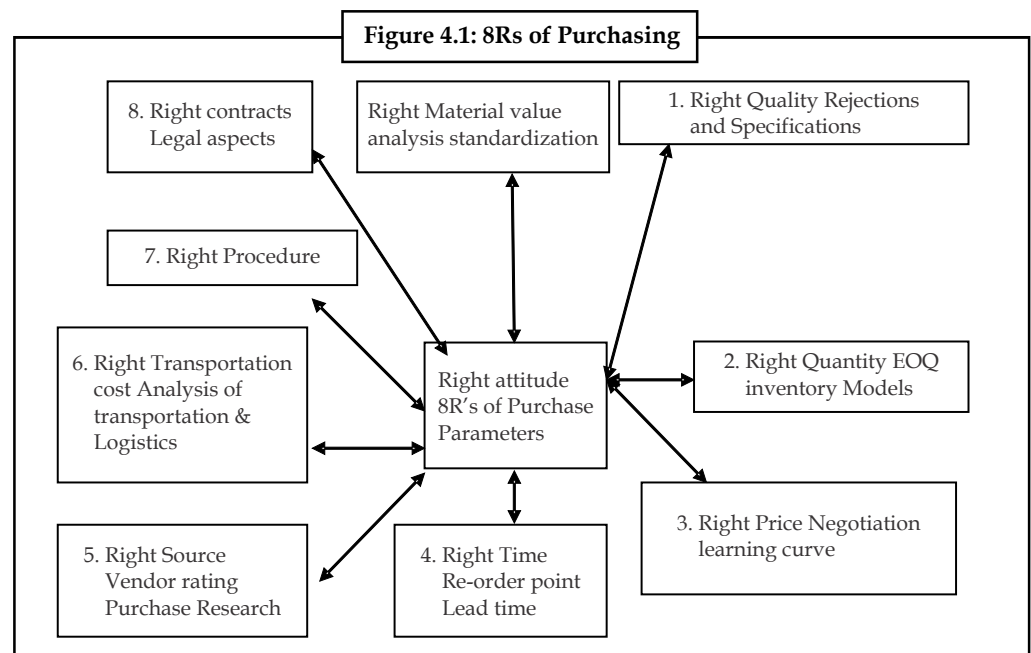 Figure 4.1: 8Rs of Purchasing
8. Right contracts
Legal aspects
Right Material value
analysis standardization
1. Right Quality Rejections
and Specifications
7. Right Procedure
6. Right Transportation
cost Analysis of
transportation &
Logistics
Right attitude
8R's of Purchase
Parameters
2. Right Quantity EOQ
inventory Models
5. Right Source
Vendor rating
Purchase Research
4. Right Time
Re-order point
Lead time
3. Right Price Negotiation
learning curve